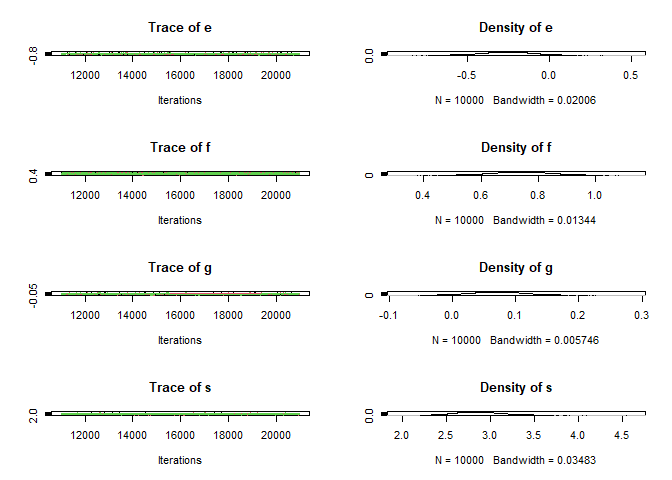 Trace of e
Density of e
-0.8
0.0
12000 14000 16000 18000 20000
-0.5 0.0 0.5
Iterations
N = 10000 Bandwidth = 0.02006
Trace of f
Density of f
0.4
0
12000 14000 16000 18000 20000
0.4 0.6 0.8 1.0
Iterations
N = 10000 Bandwidth = 0.01344
Trace of g
Density of g
-0.05
0
12000 14000 16000 18000 20000
-0.1 0.0 0.1 0.2 0.3
Iterations
N = 10000 Bandwidth = 0.005746
Trace of s
Density of s
2.0
0.0
12000 14000 16000 18000 20000
2.0 2.5 3.0 3.5 4.0 4.5
Iterations
N = 10000 Bandwidth = 0.03483